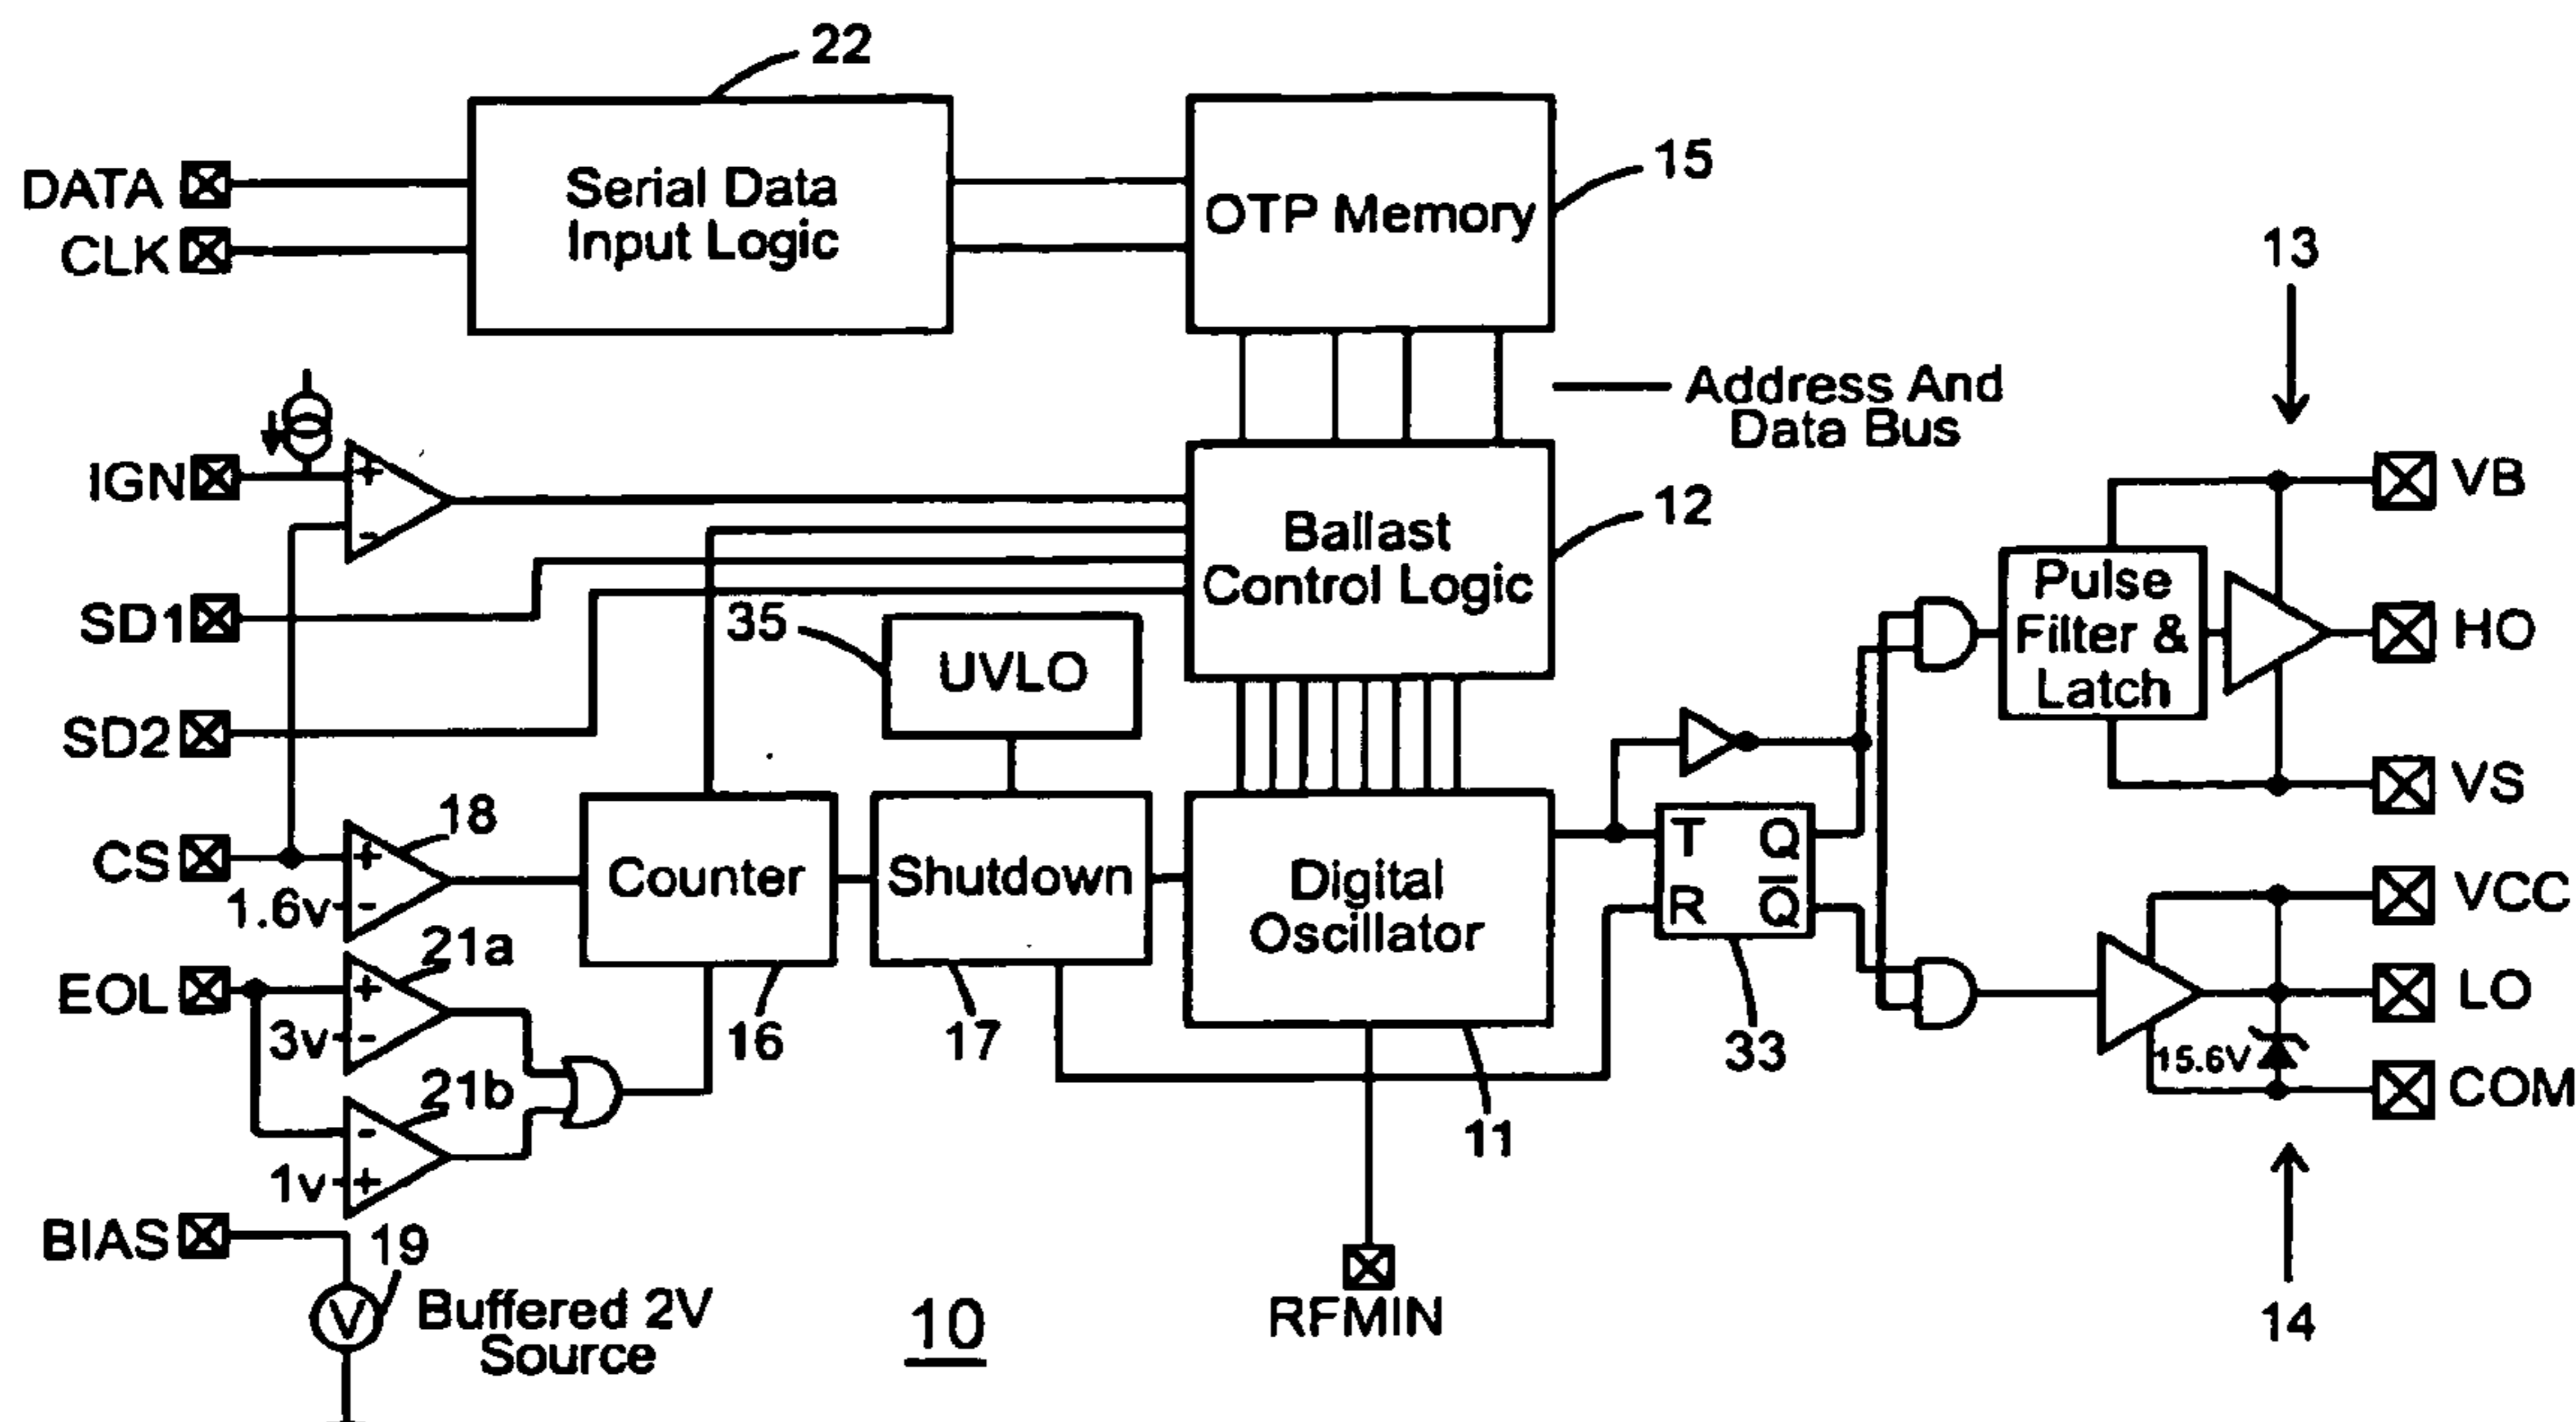 22
DATA
CLK
Serial Data
Input Logic
OTP Memory
15
13
Address And
Data Bus
IGN
+
-
Ballast
Control Logic
12
VB
SD1
35
UVLO
Pulse
Filter &
Latch
HO
SD2
VS
CS
+
18
1.6v
-
Counter
Shutdown
Digital
Oscillator
T
Q
R
Q̅
VCC
EOL
+
21a
3v
-
16
17
33
LO
15.6V
21b
-
1v
+
11
COM
BIAS
19
Buffered 2V
Source
V
10
RFMIN
14